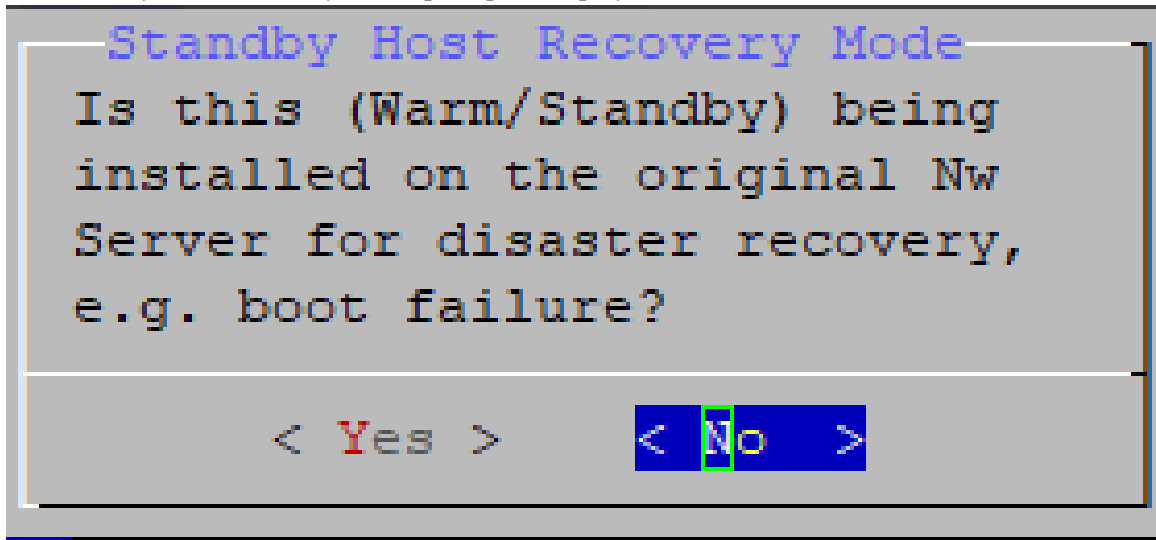 Standby Host Recovery Mode
Is this (Warm/Standby) being
installed on the original Nw
Server for disaster recovery,
e.g. boot failure?
< Yes > < No >